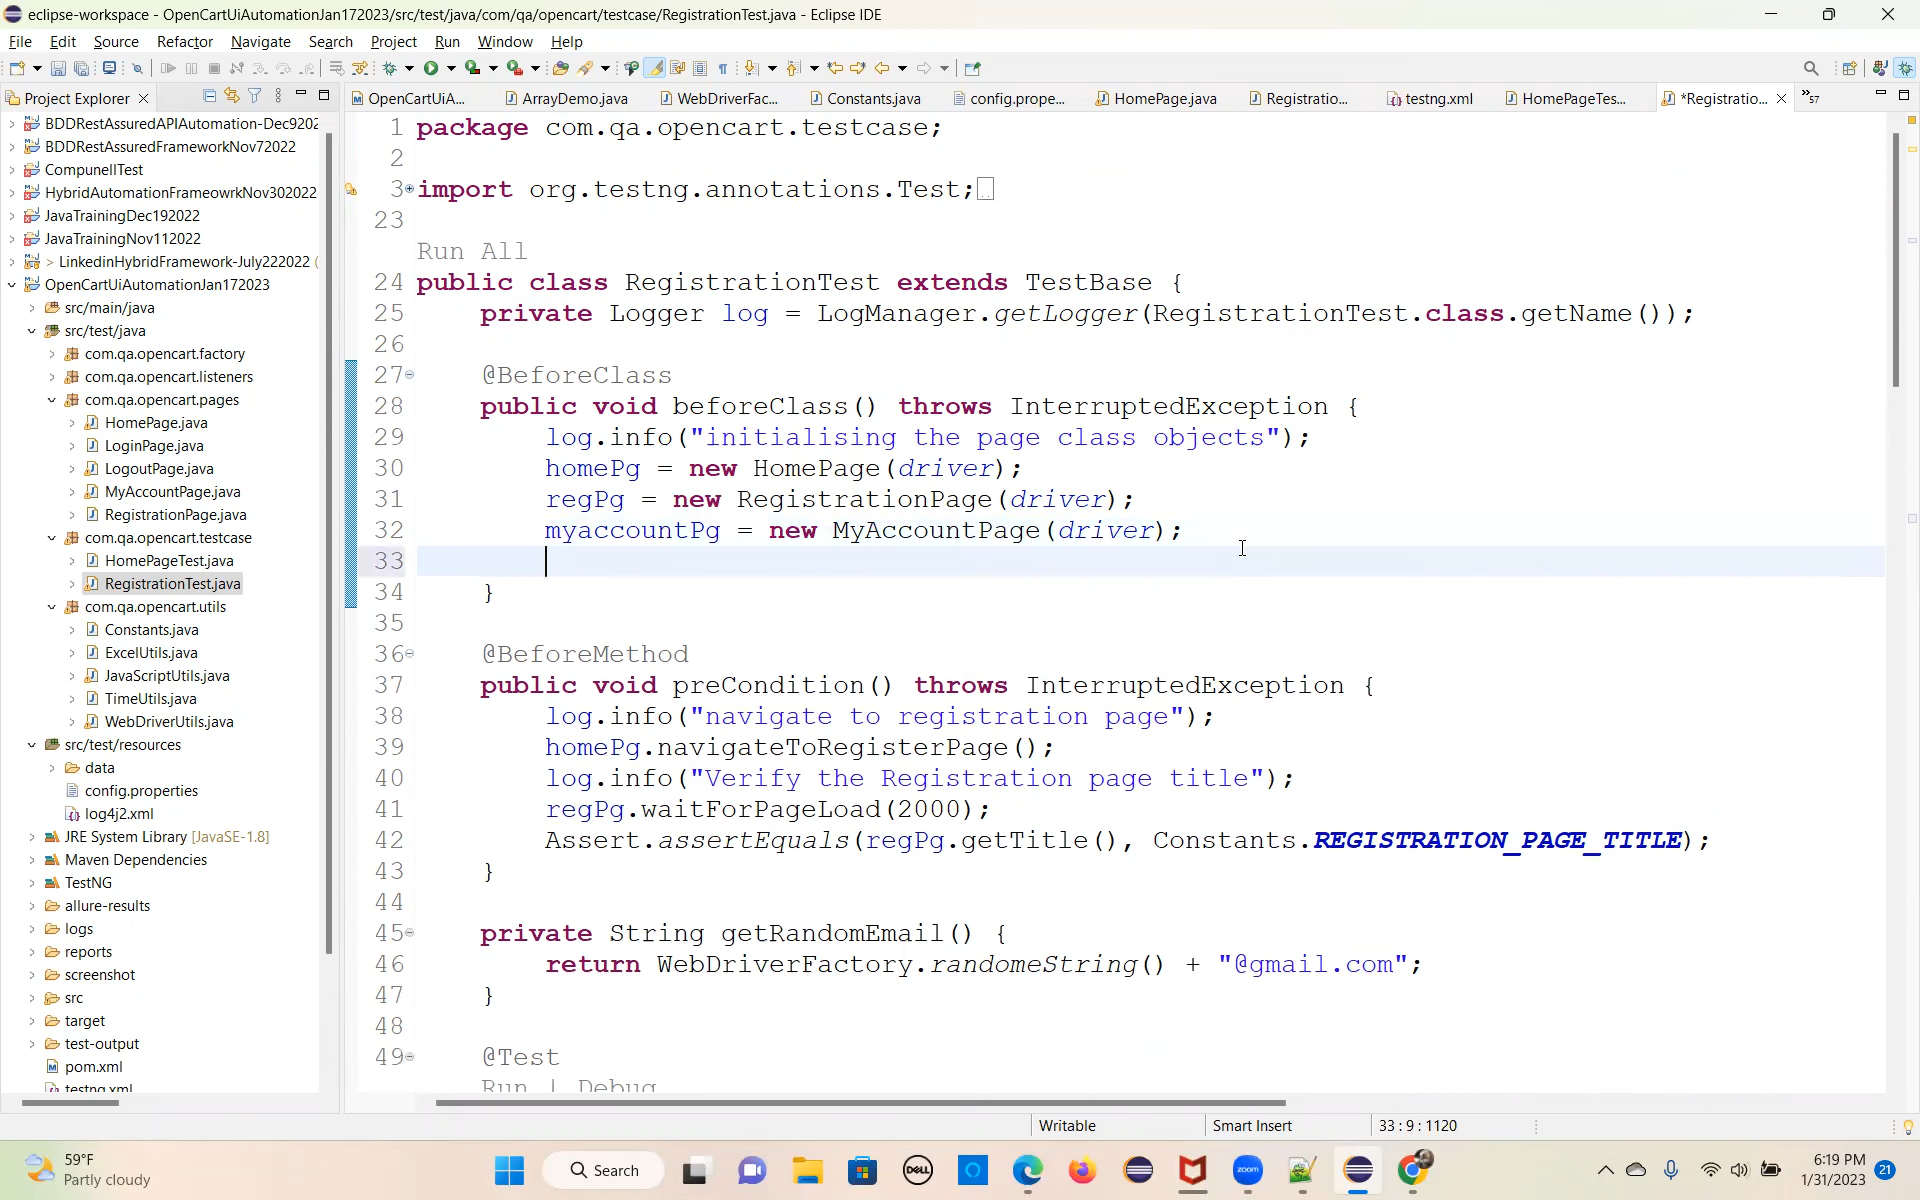 eclipse-workspace - OpenCartUiAutomationJan172023/src/test/java/com/qa/opencart/testcase/RegistrationTest.java - Eclipse IDE
File Edit Source Refactor Navigate Search Project Run Window Help
Project Explorer
OpenCartUiA... ArrayDemo.java WebDriverFac... Constants.java config.prope... HomePage.java Registratio... testng.xml HomePageTes... *Registratio... »57
BDDRestAssuredAPIAutomation-Dec9202
BDDRestAssuredFrameworkNov72022
CompunellTest
HybridAutomationFrameowrkNov302022
JavaTrainingDec192022
JavaTrainingNov112022
> LinkedinHybridFramework-July222022 (
OpenCartUiAutomationJan172023
src/main/java
src/test/java
com.qa.opencart.factory
com.qa.opencart.listeners
com.qa.opencart.pages
HomePage.java
LoginPage.java
LogoutPage.java
MyAccountPage.java
RegistrationPage.java
com.qa.opencart.testcase
HomePageTest.java
RegistrationTest.java
com.qa.opencart.utils
Constants.java
ExcelUtils.java
JavaScriptUtils.java
TimeUtils.java
WebDriverUtils.java
src/test/resources
data
config.properties
log4j2.xml
JRE System Library [JavaSE-1.8]
Maven Dependencies
TestNG
allure-results
logs
reports
screenshot
src
target
test-output
pom.xml
testng.xml
1 package com.qa.opencart.testcase;
2
3 import org.testng.annotations.Test;
23
Run All
24 public class RegistrationTest extends TestBase {
25 private Logger log = LogManager.getLogger(RegistrationTest.class.getName());
26
27 @BeforeClass
28 public void beforeClass() throws InterruptedException {
29 log.info("initialising the page class objects");
30 homePg = new HomePage(driver);
31 regPg = new RegistrationPage(driver);
32 myaccountPg = new MyAccountPage(driver);
33
34 }
35
36 @BeforeMethod
37 public void preCondition() throws InterruptedException {
38 log.info("navigate to registration page");
39 homePg.navigateToRegisterPage();
40 log.info("Verify the Registration page title");
41 regPg.waitForPageLoad(2000);
42 Assert.assertEquals(regPg.getTitle(), Constants.REGISTRATION_PAGE_TITLE);
43 }
44
45 private String getRandomEmail() {
46 return WebDriverFactory.randomeString() + "@gmail.com";
47 }
48
49 @Test
Run | Debug
Writable Smart Insert 33 : 9 : 1120
59°F
Partly cloudy
Search
DELL
zoom
6:19 PM
1/31/2023
21